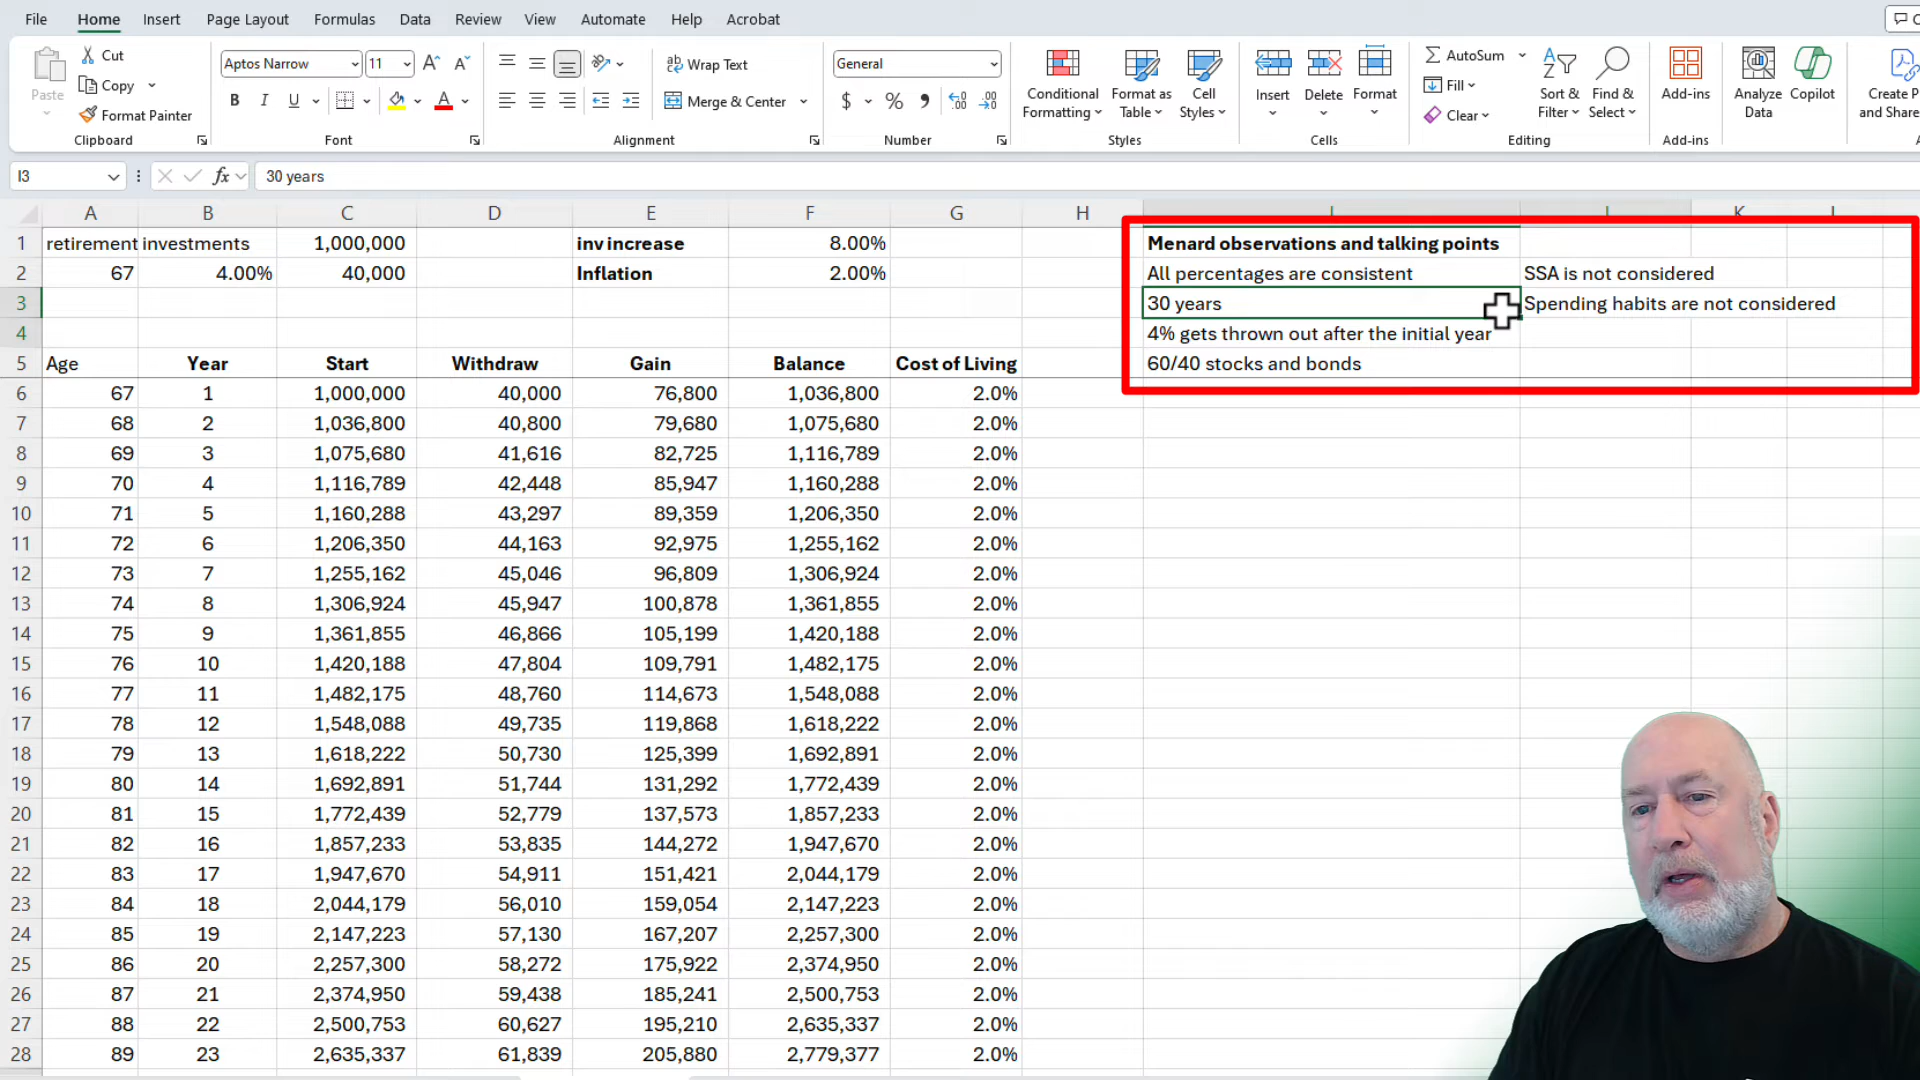 File Home Insert Page Layout Formulas Data Review View Automate Help Acrobat
Paste Cut Copy Format Painter
Aptos Narrow 11
B I U A
Wrap Text
Merge & Center
General
$ % 9
Conditional Formatting Format as Table Cell Styles
Insert Delete Format
AutoSum Fill Clear
Sort & Filter Find & Select
Add-ins
Analyze Data Copilot
Create P
and Share
Clipboard Font Alignment Number Styles Cells Editing Add-ins
I3 fx 30 years
A B C D E F G H
1 retirement investments 1,000,000 inv increase 8.00% Menard observations and talking points
2 67 4.00% 40,000 Inflation 2.00% All percentages are consistent SSA is not considered
3 30 years Spending habits are not considered
4 4% gets thrown out after the initial year
5 Age Year Start Withdraw Gain Balance Cost of Living 60/40 stocks and bonds
6 67 1 1,000,000 40,000 76,800 1,036,800 2.0%
7 68 2 1,036,800 40,800 79,680 1,075,680 2.0%
8 69 3 1,075,680 41,616 82,725 1,116,789 2.0%
9 70 4 1,116,789 42,448 85,947 1,160,288 2.0%
10 71 5 1,160,288 43,297 89,359 1,206,350 2.0%
11 72 6 1,206,350 44,163 92,975 1,255,162 2.0%
12 73 7 1,255,162 45,046 96,809 1,306,924 2.0%
13 74 8 1,306,924 45,947 100,878 1,361,855 2.0%
14 75 9 1,361,855 46,866 105,199 1,420,188 2.0%
15 76 10 1,420,188 47,804 109,791 1,482,175 2.0%
16 77 11 1,482,175 48,760 114,673 1,548,088 2.0%
17 78 12 1,548,088 49,735 119,868 1,618,222 2.0%
18 79 13 1,618,222 50,730 125,399 1,692,891 2.0%
19 80 14 1,692,891 51,744 131,292 1,772,439 2.0%
20 81 15 1,772,439 52,779 137,573 1,857,233 2.0%
21 82 16 1,857,233 53,835 144,272 1,947,670 2.0%
22 83 17 1,947,670 54,911 151,421 2,044,179 2.0%
23 84 18 2,044,179 56,010 159,054 2,147,223 2.0%
24 85 19 2,147,223 57,130 167,207 2,257,300 2.0%
25 86 20 2,257,300 58,272 175,922 2,374,950 2.0%
26 87 21 2,374,950 59,438 185,241 2,500,753 2.0%
27 88 22 2,500,753 60,627 195,210 2,635,337 2.0%
28 89 23 2,635,337 61,839 205,880 2,779,377 2.0%